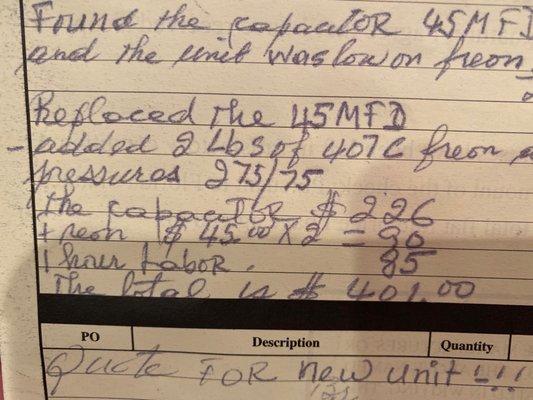 Found the capacitoR 45MFD
and the unit was low on freon
Replaced the 45MFD
- added 2 Lbs of 407C freon
pressures 275/75
the capacitoR $ 226
freon $ 45.00 X 2 = 90
1 hour Labor. 85
The total is $ 401.00
PO Description Quantity
Quote FOR new unit - !!!